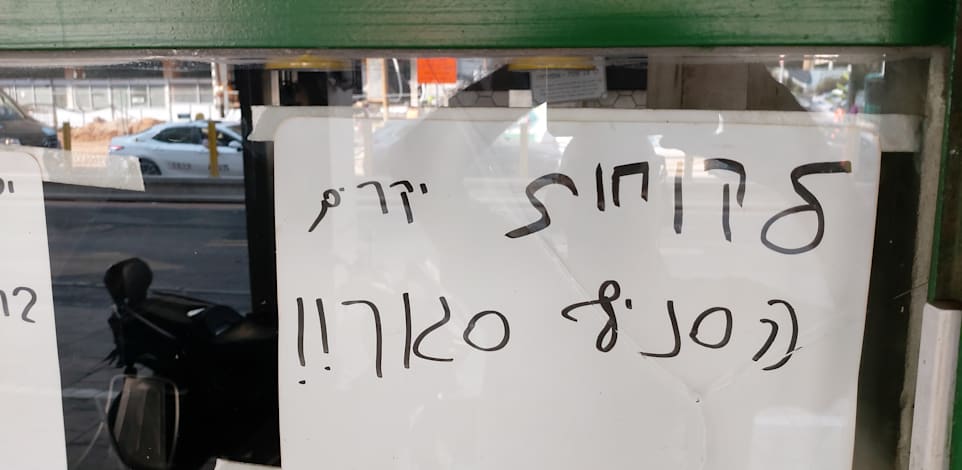 לקוחות יקרים
הסניף סגור!!